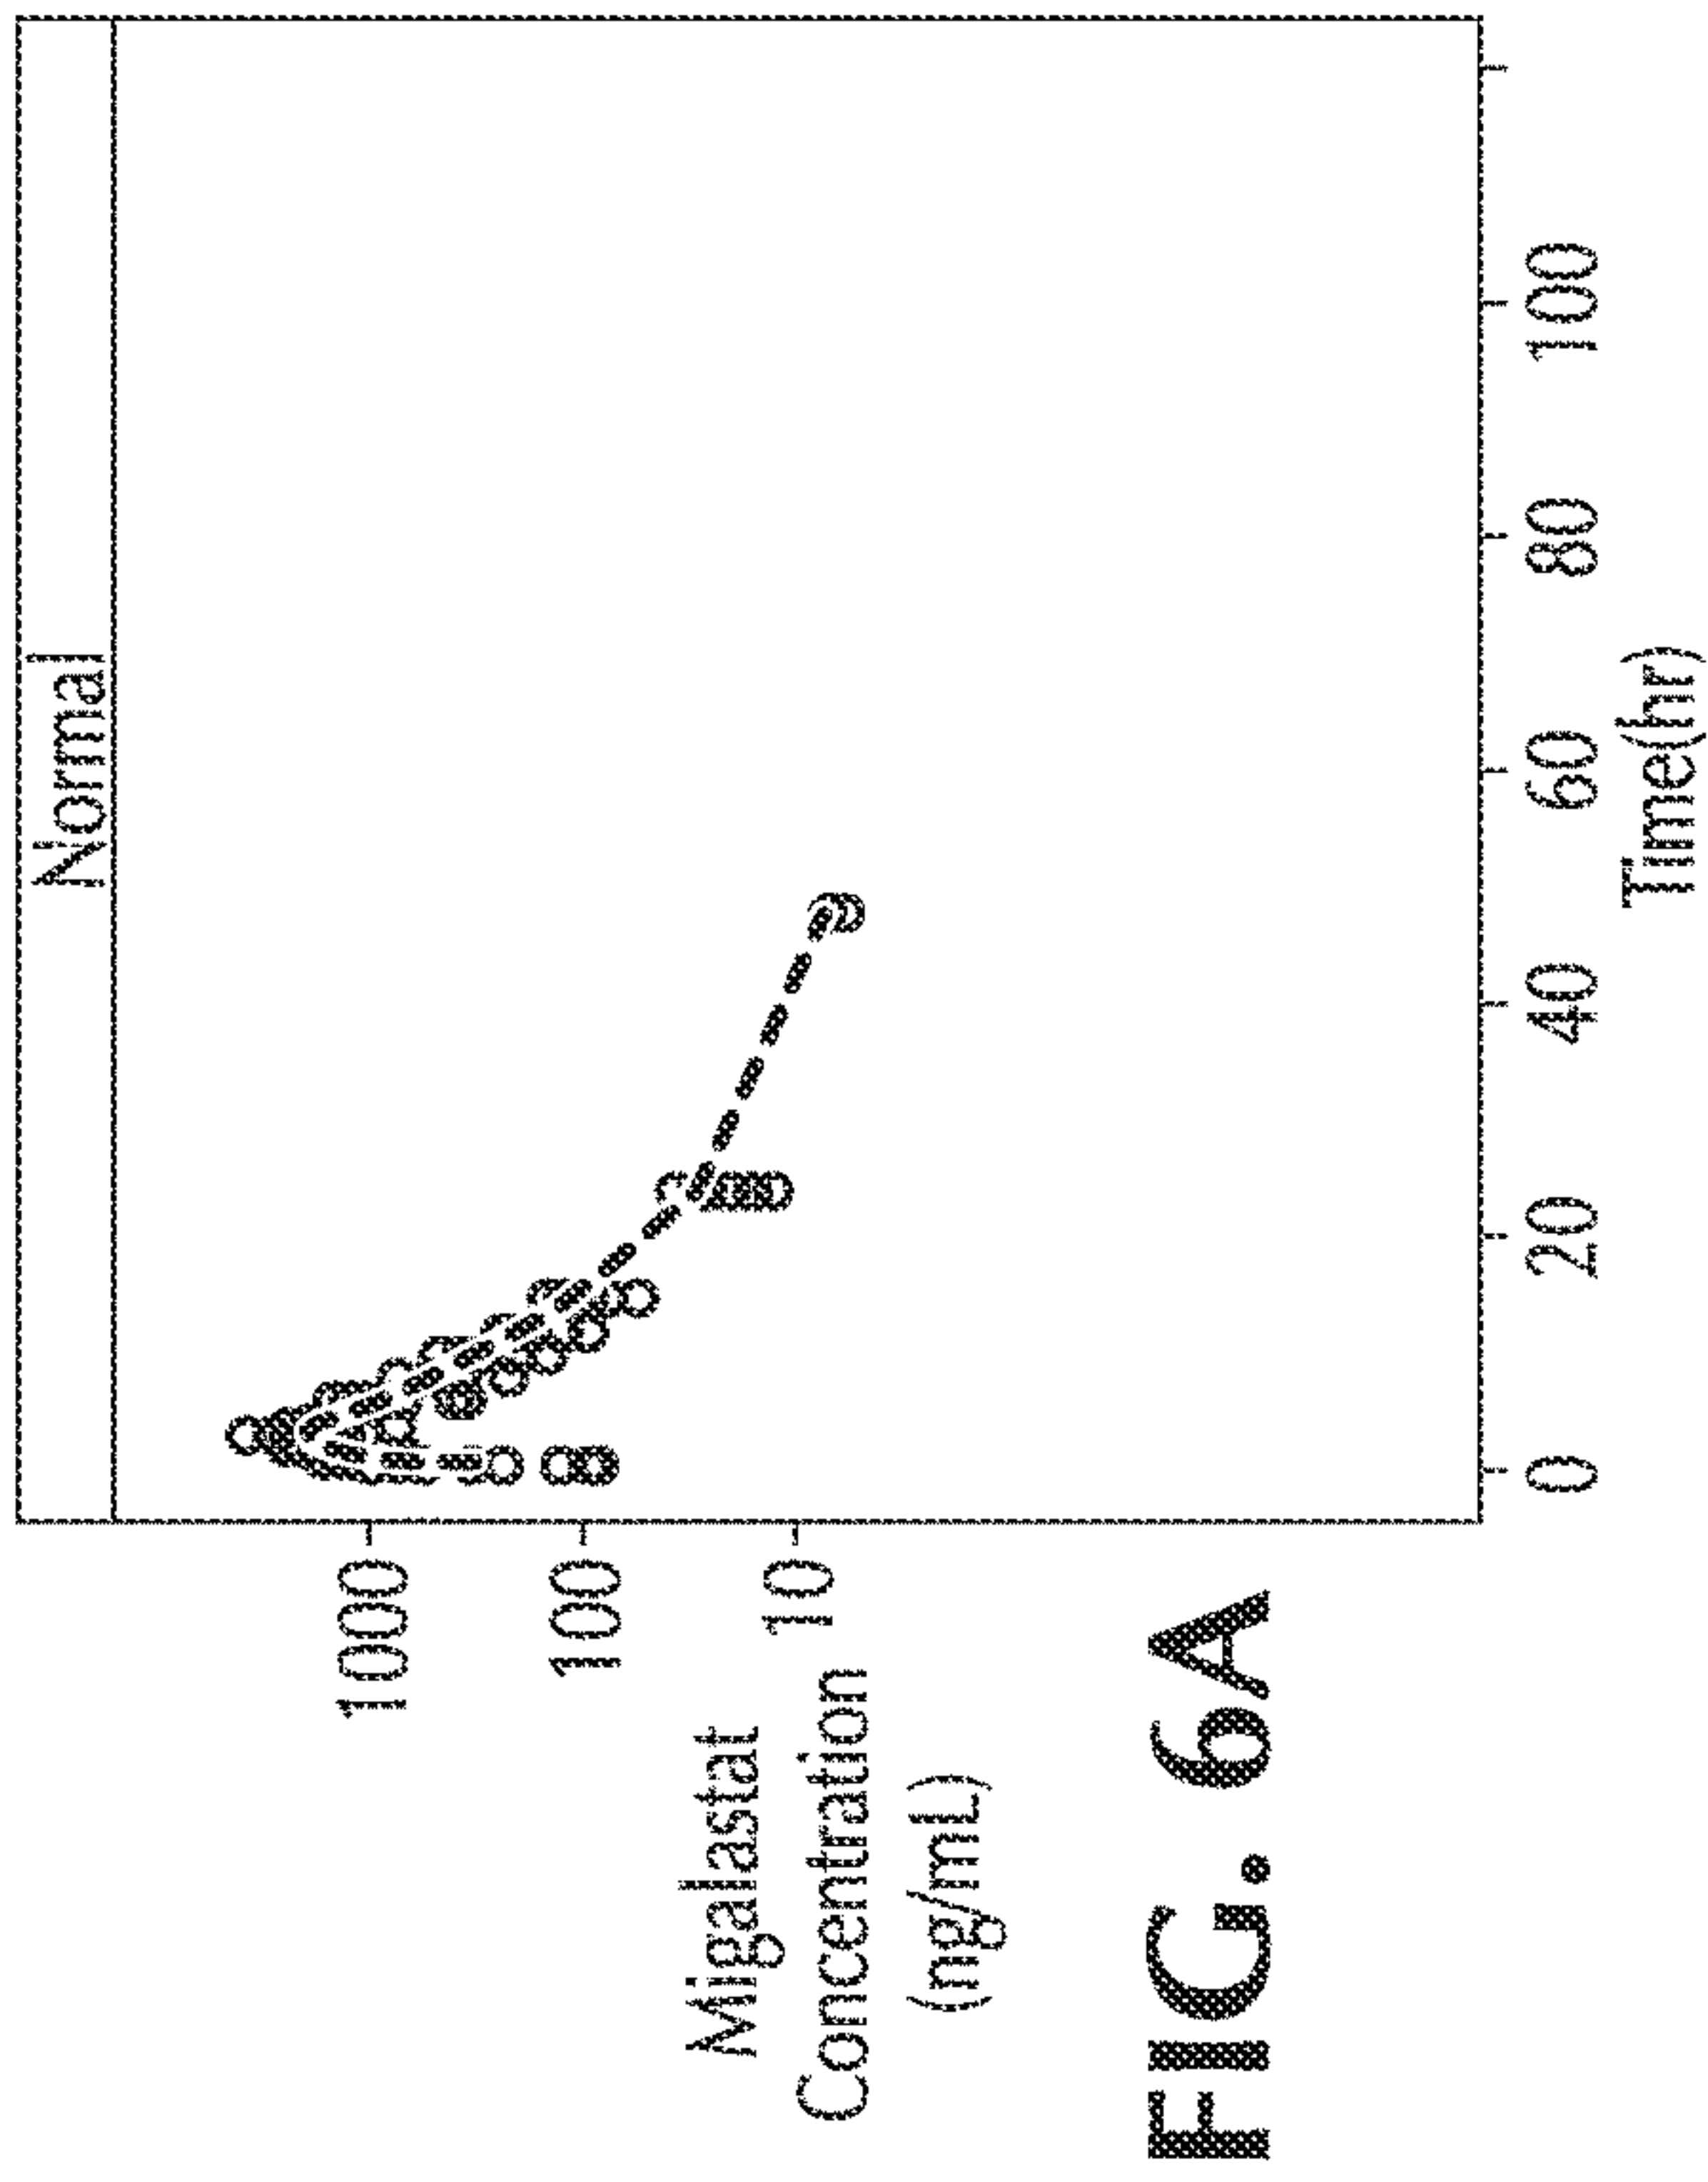 Normal
1000
100
10
Migalastat
Concentration
(ng/mL)
0 20 40 60 80 100
Time(hr)
FIG. 6A